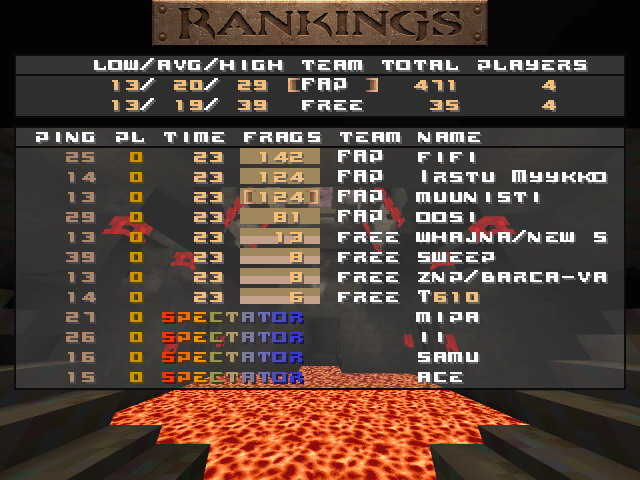 RANKINGS
LOW/AVG/HIGH TEAM TOTAL PLAYERS
13/ 20/ 29 [FAP ] 471 4
13/ 19/ 39 FREE 35 4
PING PL TIME FRAGS TEAM NAME
25 0 23 142 FAP FIFI
14 0 23 124 FAP IRSTU MYYKKO
13 0 23 [124] FAP MUUNISTI
29 0 23 81 FAP OOSI
13 0 23 13 FREE WHAJNA/NEW S
39 0 23 8 FREE SWEEP
13 0 23 8 FREE ZNP/BARCA-VA
14 0 23 6 FREE T610
27 0 SPECTATOR MIPA
26 0 SPECTATOR II
16 0 SPECTATOR SAMU
15 0 SPECTATOR ACE